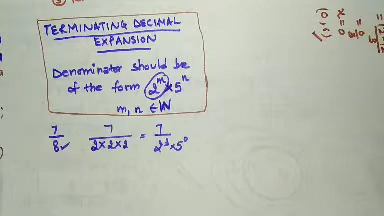 TERMINATING DECIMAL
EXPANSION
Denominator should be
of the form 2^m × 5^n
m, n ∈ W
7/8 ✓ 7/(2×2×2) = 7/(2^3 × 5^0)